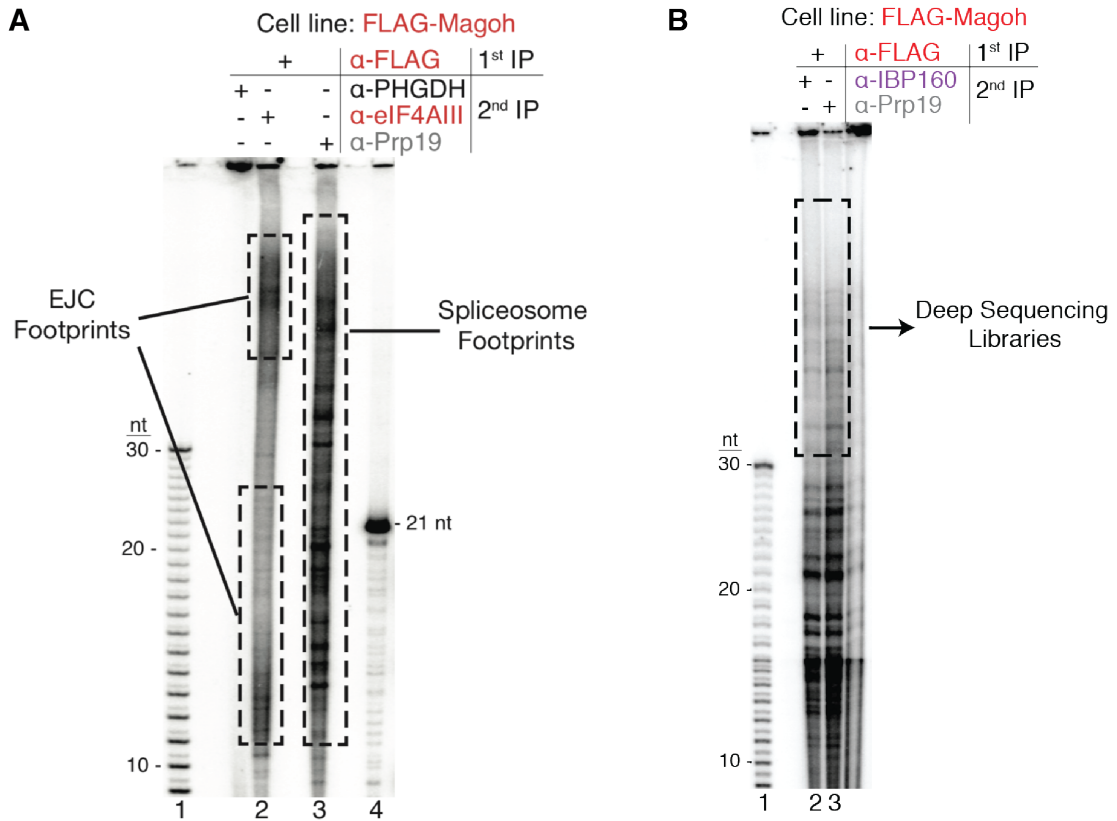 A
Cell line: FLAG-Magoh
+ α-FLAG 1st IP
+ - - α-PHGDH
- + - α-eIF4AIII 2nd IP
- - + α-Prp19
EJC
Footprints
Spliceosome
Footprints
nt
30 -
- 21 nt
20 -
10 -
1 2 3 4
B
Cell line: FLAG-Magoh
+ α-FLAG 1st IP
+ - α-IBP160 2nd IP
- + α-Prp19
Deep Sequencing
Libraries
nt
30 -
20 -
10 -
1 2 3